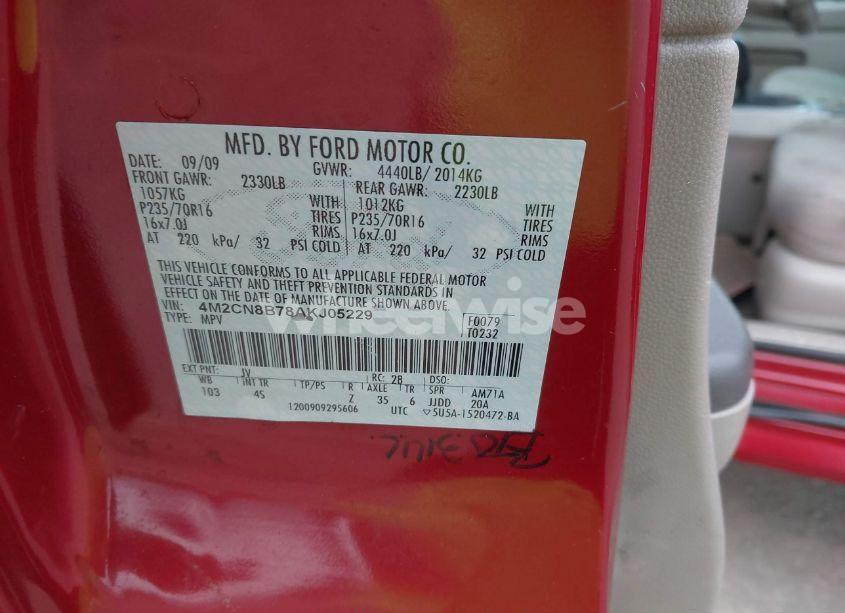 MFD. BY FORD MOTOR CO.
DATE: 09/09 GVWR: 4440LB/ 2014KG
FRONT GAWR: 2330LB REAR GAWR: 2230LB
1057KG WITH 1012KG WITH
P235/70R16 TIRES P235/70R16 TIRES
16x7.0J RIMS 16x7.0J RIMS
AT 220 kPa/ 32 PSI COLD AT 220 kPa/ 32 PSI COLD
THIS VEHICLE CONFORMS TO ALL APPLICABLE FEDERAL MOTOR
VEHICLE SAFETY AND THEFT PREVENTION STANDARDS IN
EFFECT ON THE DATE OF MANUFACTURE SHOWN ABOVE.
VIN: 4M2CN8B78AKJ05229
TYPE: MPV
F0079
T0232
wheelwise
EXT PNT: JV RC: 28 DSO:
WB INT TR TP/PS R AXLE TR SPR AM71A
103 4S Z 35 6 JJDD 20A
1200909295606 UTC ▽5U5A-1520472-BA